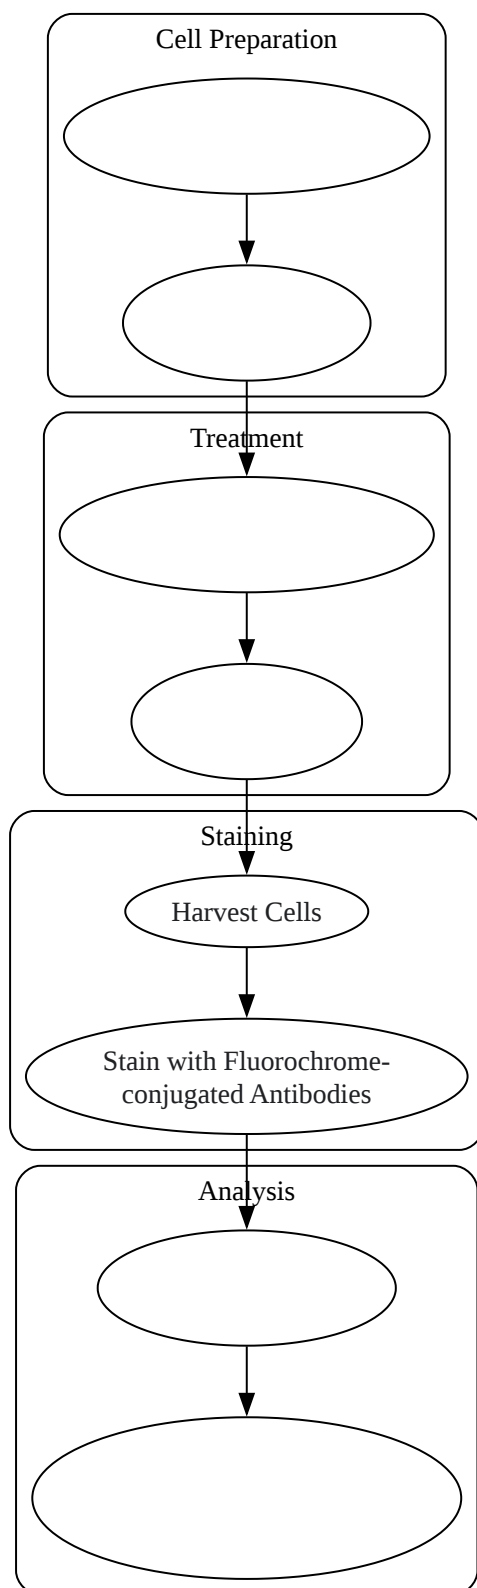 Cell Preparation
Treatment
Staining
Harvest Cells
Stain with Fluorochrome-
conjugated Antibodies
Analysis